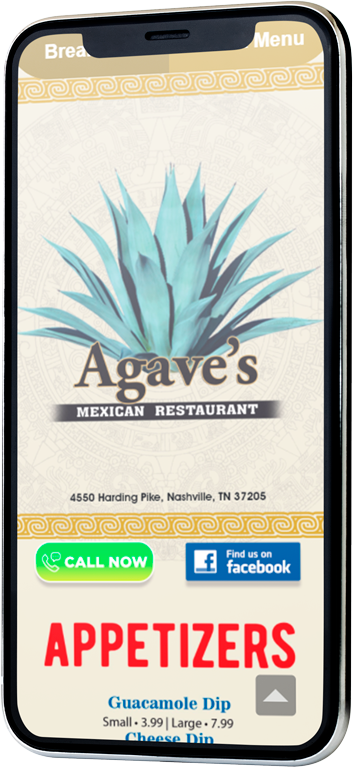 Brea
Menu
Agave's
MEXICAN RESTAURANT
4550 Harding Pike, Nashville, TN 37205
CALL NOW
f
Find us on
facebook
APPETIZERS
Guacamole Dip
Small • 3.99 | Large • 7.99
Cheese Dip